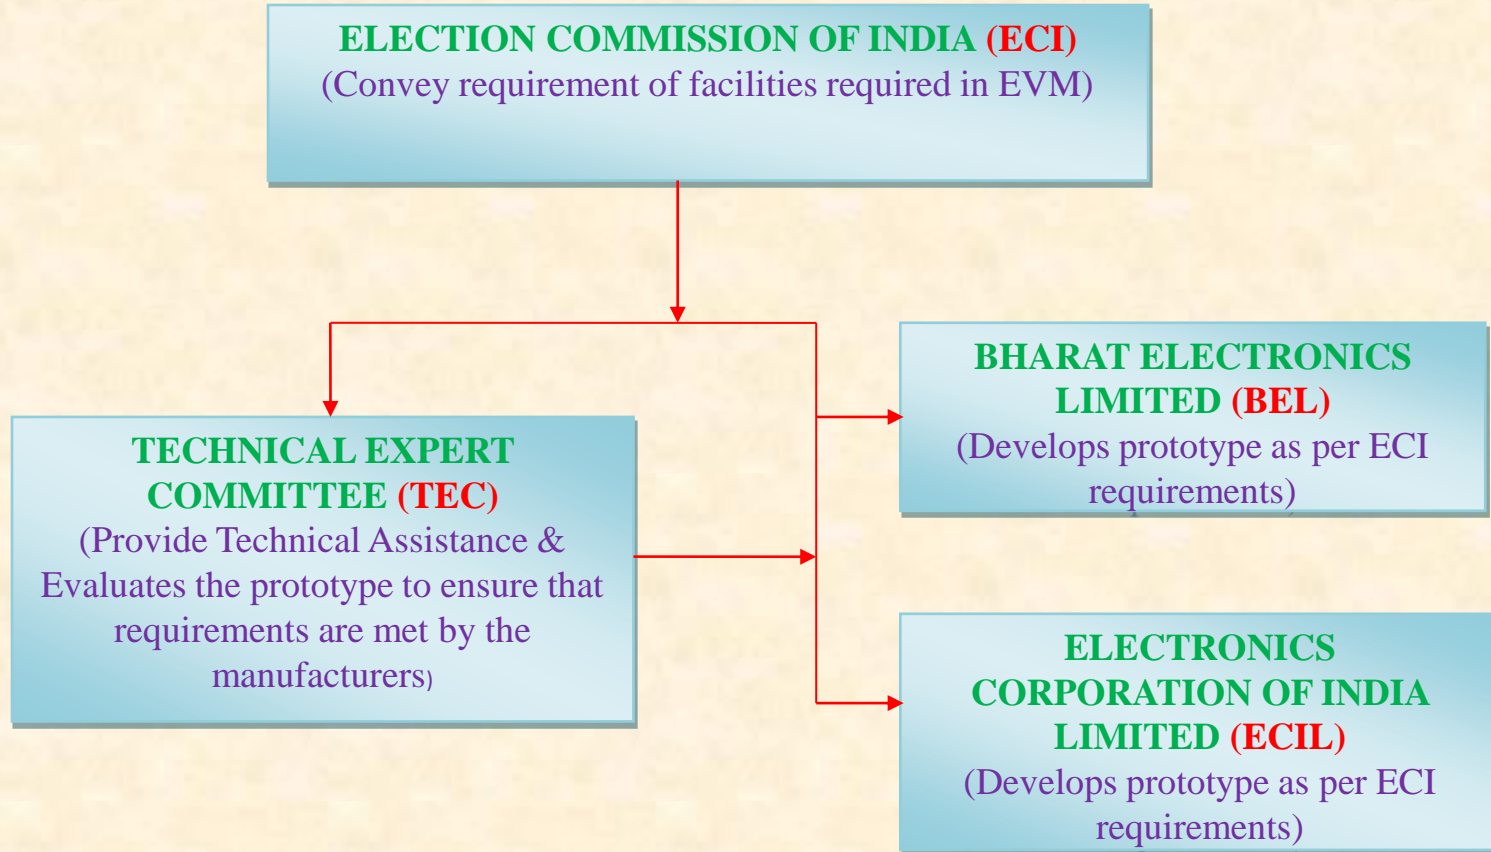 ELECTION COMMISSION OF INDIA (ECI)
(Convey requirement of facilities required in EVM)
BHARAT ELECTRONICS
LIMITED (BEL)
(Develops prototype as per ECI
requirements)
TECHNICAL EXPERT
COMMITTEE (TEC)
(Provide Technical Assistance &
Evaluates the prototype to ensure that
requirements are met by the
manufacturers)
ELECTRONICS
CORPORATION OF INDIA
LIMITED (ECIL)
(Develops prototype as per ECI
requirements)